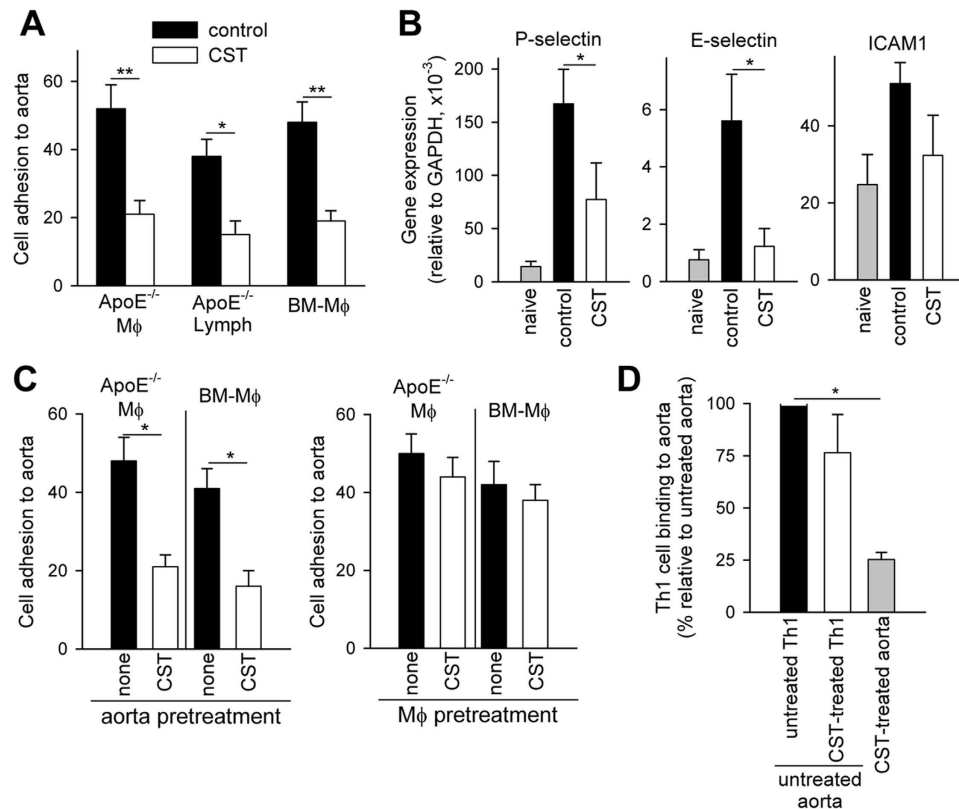 A
control
CST
Cell adhesion to aorta
60
40
20
0
**
*
**
ApoE-/-
Mϕ
ApoE-/-
Lymph
BM-Mϕ
B
P-selectin
E-selectin
ICAM1
Gene expression
(relative to GAPDH, x10-3)
200
150
100
50
0
*
naive
control
CST
6
4
2
0
*
naive
control
CST
40
20
0
naive
control
CST
C
ApoE-/-
Mϕ
BM-Mϕ
Cell adhesion to aorta
60
40
20
0
*
*
none
CST
none
CST
aorta pretreatment
ApoE-/-
Mϕ
BM-Mϕ
Cell adhesion to aorta
60
40
20
0
none
CST
none
CST
Mϕ pretreatment
D
Th1 cell binding to aorta
(% relative to untreated aorta)
100
75
50
25
0
*
untreated Th1
CST-treated Th1
CST-treated aorta
untreated
aorta